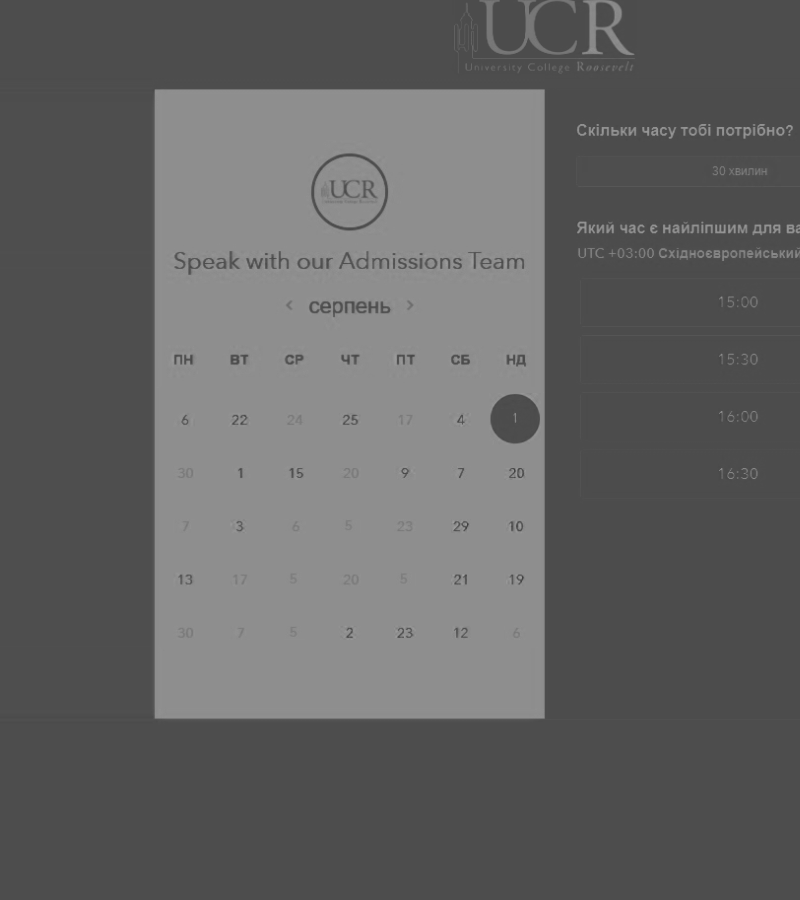 UCR
University College Roosevelt
UCR
Speak with our Admissions Team
< серпень >
ПН ВТ СР ЧТ ПТ СБ НД
6 22 24 25 17 4 1
30 1 15 20 9 7 20
7 3 6 5 23 29 10
13 17 5 20 5 21 19
30 7 5 2 23 12 6
Скільки часу тобі потрібно?
30 хвилин
Який час є найліпшим для ва
UTC +03:00 Східноєвропейський
15:00
15:30
16:00
16:30